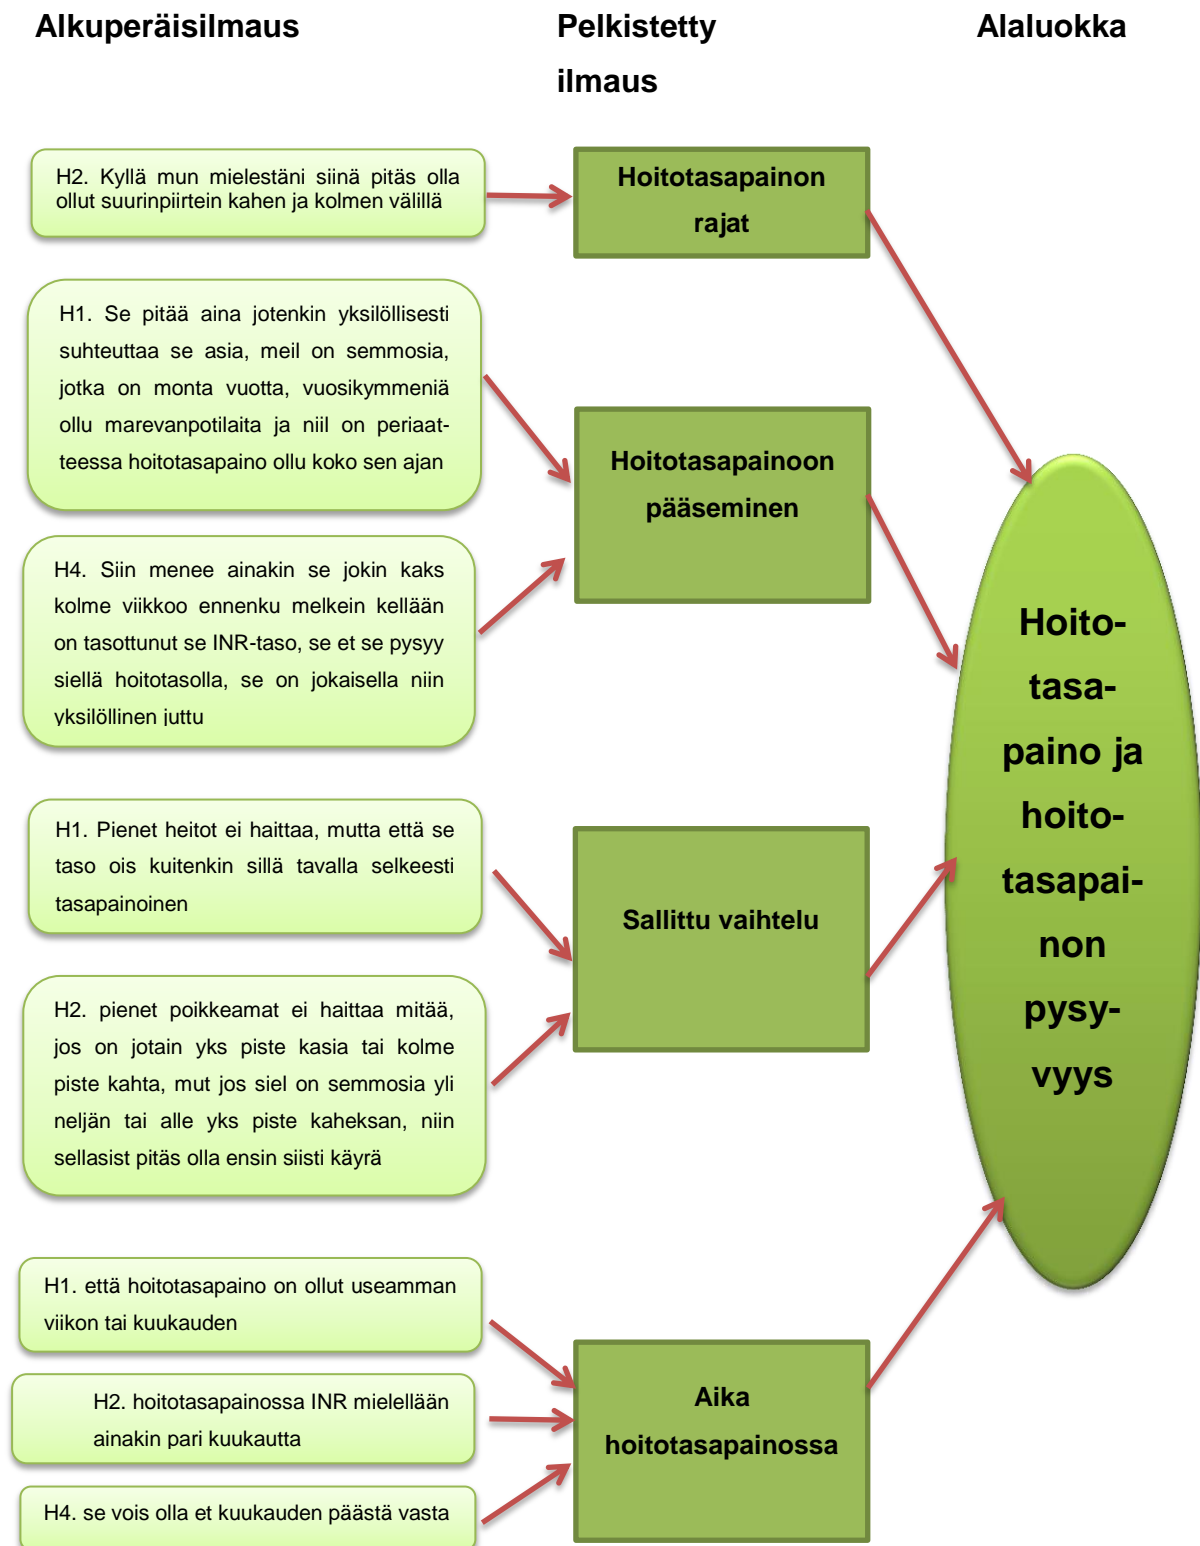 Alkuperäisilmaus
Pelkistetty
ilmaus
Alaluokka
H2. Kyllä mun mielestäni siinä pitäs olla
ollut suurinpiirtein kahen ja kolmen välillä
Hoitotasapainon
rajat
H1. Se pitää aina jotenkin yksilöllisesti
suhteuttaa se asia, meil on semmosia,
jotka on monta vuotta, vuosikymmeniä
ollu marevanpotilaita ja niil on periaat-
teessa hoitotasapaino ollu koko sen ajan
Hoitotasapainoon
pääseminen
H4. Siin menee ainakin se jokin kaks
kolme viikkoo ennenku melkein kellään
on tasottunut se INR-taso, se et se pysyy
siellä hoitotasolla, se on jokaisella niin
yksilöllinen juttu
Hoito-
tasa-
paino ja
hoito-
tasapai-
non
pysy-
vyys
H1. Pienet heitot ei haittaa, mutta että se
taso ois kuitenkin sillä tavalla selkeesti
tasapainoinen
Sallittu vaihtelu
H2. pienet poikkeamat ei haittaa mitää,
jos on jotain yks piste kasia tai kolme
piste kahta, mut jos siel on semmosia yli
neljän tai alle yks piste kaheksan, niin
sellasist pitäs olla ensin siisti käyrä
H1. että hoitotasapaino on ollut useamman
viikon tai kuukauden
H2. hoitotasapainossa INR mielellään
ainakin pari kuukautta
Aika
hoitotasapainossa
H4. se vois olla et kuukauden päästä vasta